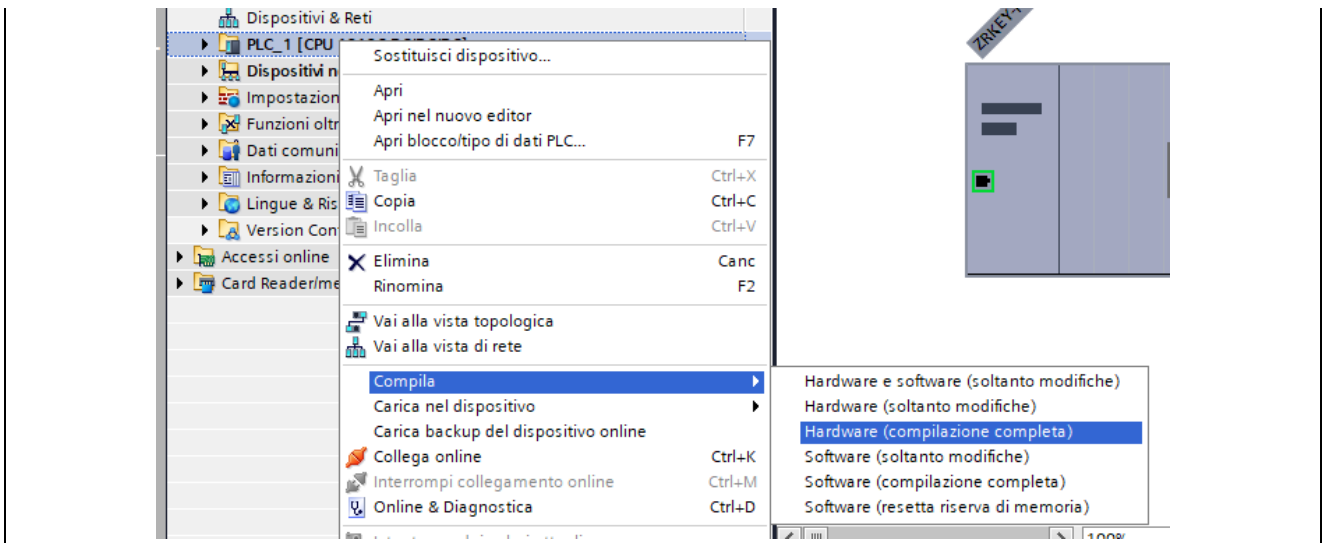 Dispositivi & Reti
PLC_1 [CPU
Dispositivi n
Impostazion
Funzioni oltr
Dati comuni
Informazioni
Lingue & Ris
Version Con
Accessi online
Card Reader/me
Sostituisci dispositivo...
Apri
Apri nel nuovo editor
Apri blocco/tipo di dati PLC... F7
Taglia Ctrl+X
Copia Ctrl+C
Incolla Ctrl+V
Elimina Canc
Rinomina F2
Vai alla vista topologica
Vai alla vista di rete
Compila
Carica nel dispositivo
Carica backup del dispositivo online
Collega online Ctrl+K
Interrompi collegamento online Ctrl+M
Online & Diagnostica Ctrl+D
Hardware e software (soltanto modifiche)
Hardware (soltanto modifiche)
Hardware (compilazione completa)
Software (soltanto modifiche)
Software (compilazione completa)
Software (resetta riserva di memoria)
ZRKEY-
100%